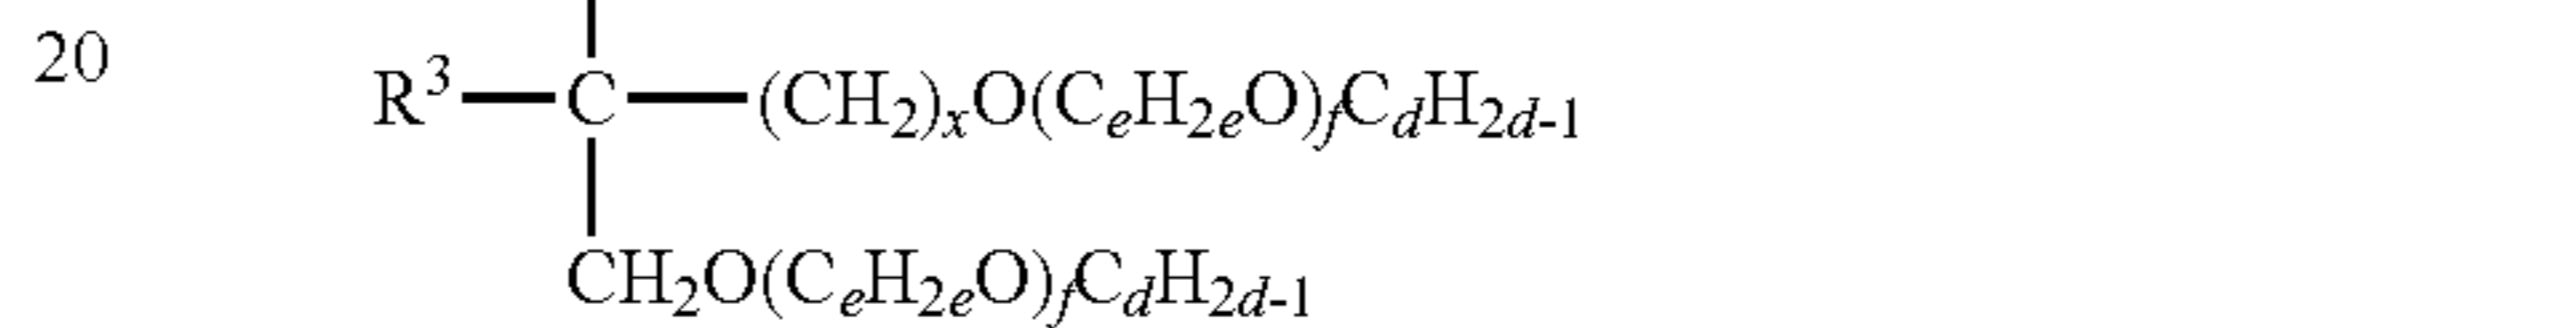 20
R³—C—(CH₂)ₓO(CₑH₂ₑO)fCdH₂d₋₁
CH₂O(CₑH₂ₑO)fCdH₂d₋₁